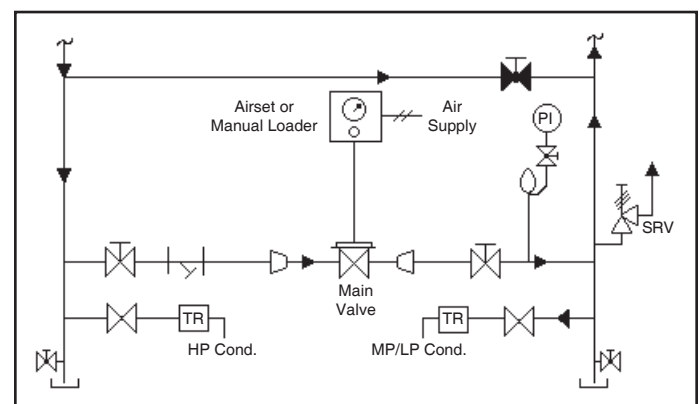 Airset or
Manual Loader
Air
Supply
PI
SRV
Main
Valve
TR
HP Cond.
TR
MP/LP Cond.